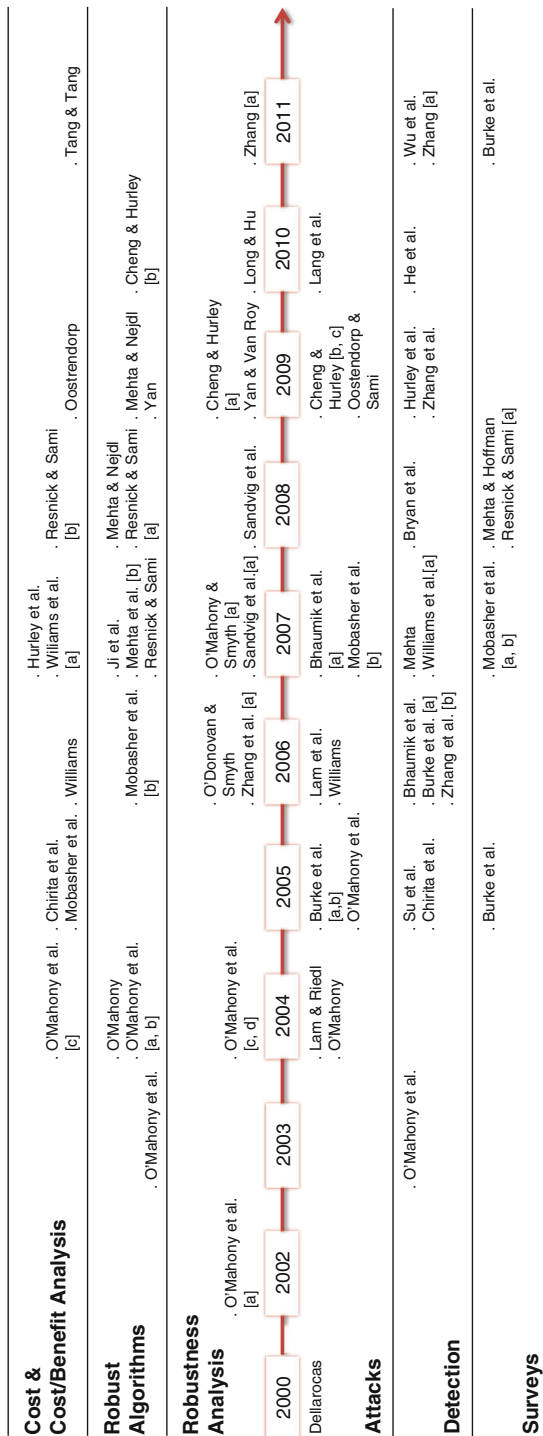 Cost &
Cost/Benefit Analysis
. O'Mahony et al.
[c]
. Chirita et al.
. Mobasher et al.
. Williams
. Hurley et al.
. Williams et al.
[a]
. Resnick & Sami
[b]
. Oostrendorp
. Tang & Tang
Robust
Algorithms
. O'Mahony et al.
. O'Mahony
. O'Mahony et al.
[a, b]
. Mobasher et al.
[b]
. Ji et al.
. Mehta et al. [b]
. Resnick & Sami
. Mehta & Nejdl
. Resnick & Sami
[a]
. Mehta & Nejdl
. Yan
. Cheng & Hurley
[b]
Robustness
Analysis
. O'Mahony et al.
[a]
. O'Mahony et al.
[c, d]
. O'Donovan &
Smyth
. Zhang et al. [a]
. O'Mahony &
Smyth [a]
. Sandvig et al.[a]
. Sandvig et al.
. Cheng & Hurley
[a]
. Yan & Van Roy
. Long & Hu
. Zhang [a]
2000
2002
2003
2004
2005
2006
2007
2008
2009
2010
2011
Dellarocas
Attacks
. Lam & Riedl
. O'Mahony
. Burke et al.
[a,b]
. O'Mahony et al.
. Lam et al.
. Williams
. Bhaumik et al.
[a]
. Mobasher et al.
[b]
. Cheng &
Hurley [b, c]
. Oostendorp &
Sami
. Lang et al.
Detection
. O'Mahony et al.
. Su et al.
. Chirita et al.
. Bhaumik et al.
. Burke et al. [a]
. Zhang et al. [b]
. Mehta
. Williams et al.[a]
. Bryan et al.
. Hurley et al.
. Zhang et al.
. He et al.
. Wu et al.
. Zhang [a]
Surveys
. Burke et al.
. Mobasher et al.
[a, b]
. Mehta & Hoffman
. Resnick & Sami [a]
. Burke et al.